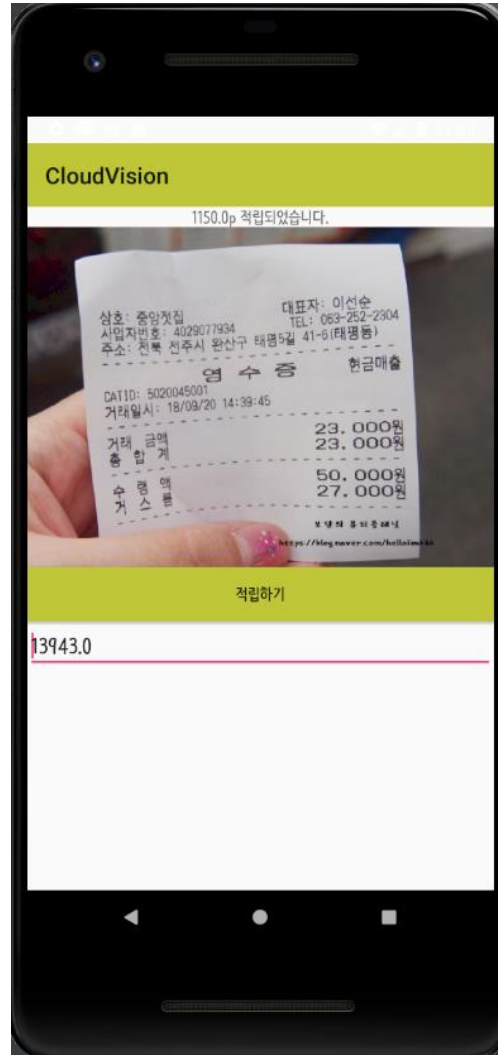 CloudVision
1150.0p 적립되었습니다.
상호: 중앙젓집
대표자: 이선순
사업자번호: 4029077934
TEL: 063-252-2304
주소: 전북 전주시 완산구 태평5길 41-6(태평동)
영 수 증
현금매출
CATID: 5020045001
거래일시: 18/09/20 14:39:45
거래 금액 23,000원
총 합 계 23,000원
수 령 액 50,000원
거 스 름 27,000원
https://blog.naver.com/
적립하기
13943.0